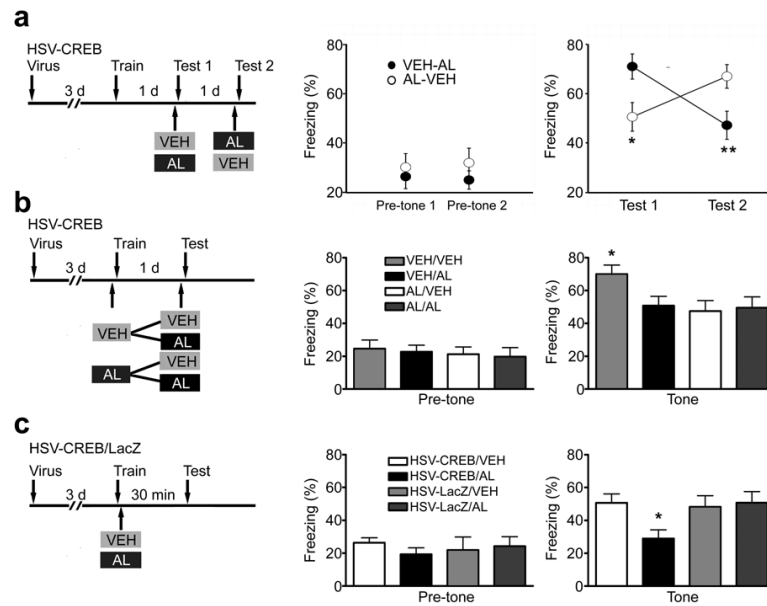 a
HSV-CREB
Virus Train Test 1 Test 2
3 d 1 d 1 d
VEH AL
AL VEH
Freezing (%)
80
60
40
20
VEH-AL
AL-VEH
Pre-tone 1 Pre-tone 2
Freezing (%)
80
60
40
20
*
**
Test 1 Test 2
b
HSV-CREB
Virus Train Test
3 d 1 d
VEH VEH
AL
AL VEH
AL
Freezing (%)
80
60
40
20
0
VEH/VEH
VEH/AL
AL/VEH
AL/AL
Pre-tone
Freezing (%)
80
60
40
20
0
*
Tone
c
HSV-CREB/LacZ
Virus Train Test
3 d 30 min
VEH
AL
Freezing (%)
80
60
40
20
0
HSV-CREB/VEH
HSV-CREB/AL
HSV-LacZ/VEH
HSV-LacZ/AL
Pre-tone
Freezing (%)
80
60
40
20
0
*
Tone